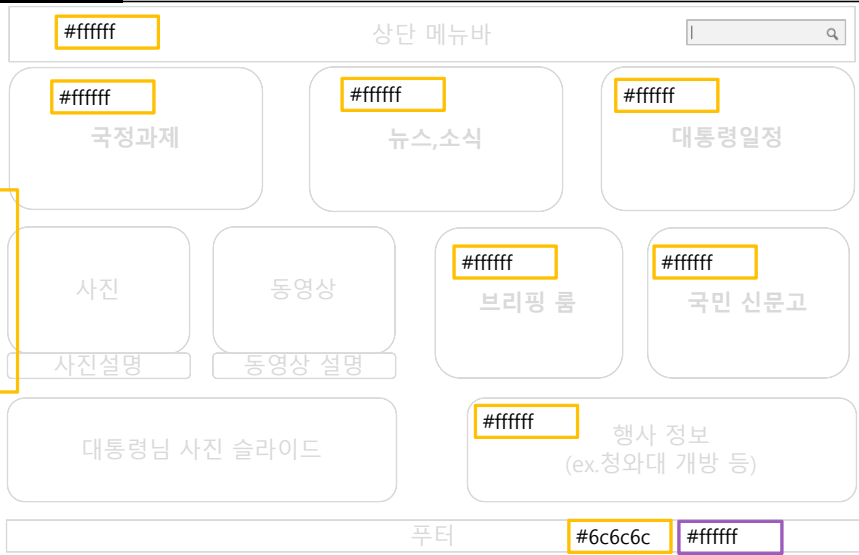 #ffffff
상단 메뉴바
#ffffff
국정과제
#ffffff
뉴스,소식
#ffffff
대통령일정
사진
사진설명
동영상
동영상 설명
#ffffff
브리핑 룸
#ffffff
국민 신문고
대통령님 사진 슬라이드
#ffffff
행사 정보
(ex.청와대 개방 등)
푸터
#6c6c6c
#ffffff